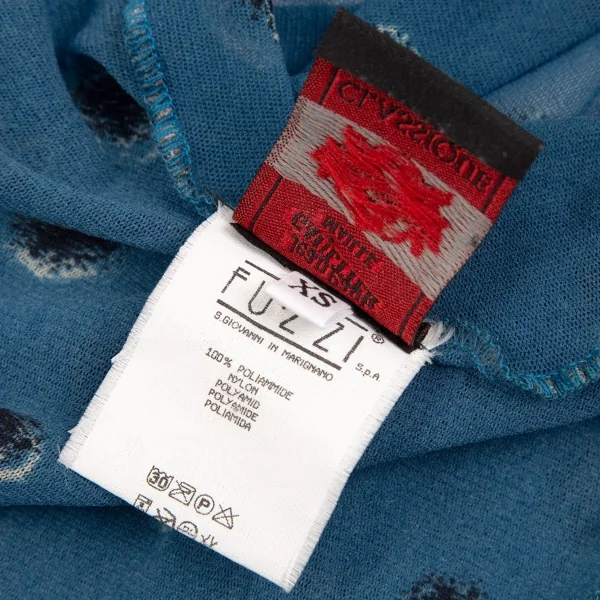 XS
FUZZI®
S.GIOVANNI IN MARIGNANO S.p.A
100% POLIAMMIDE
NYLON
POLYAMID
POLYAMIDE
POLIAMIDA
30 P